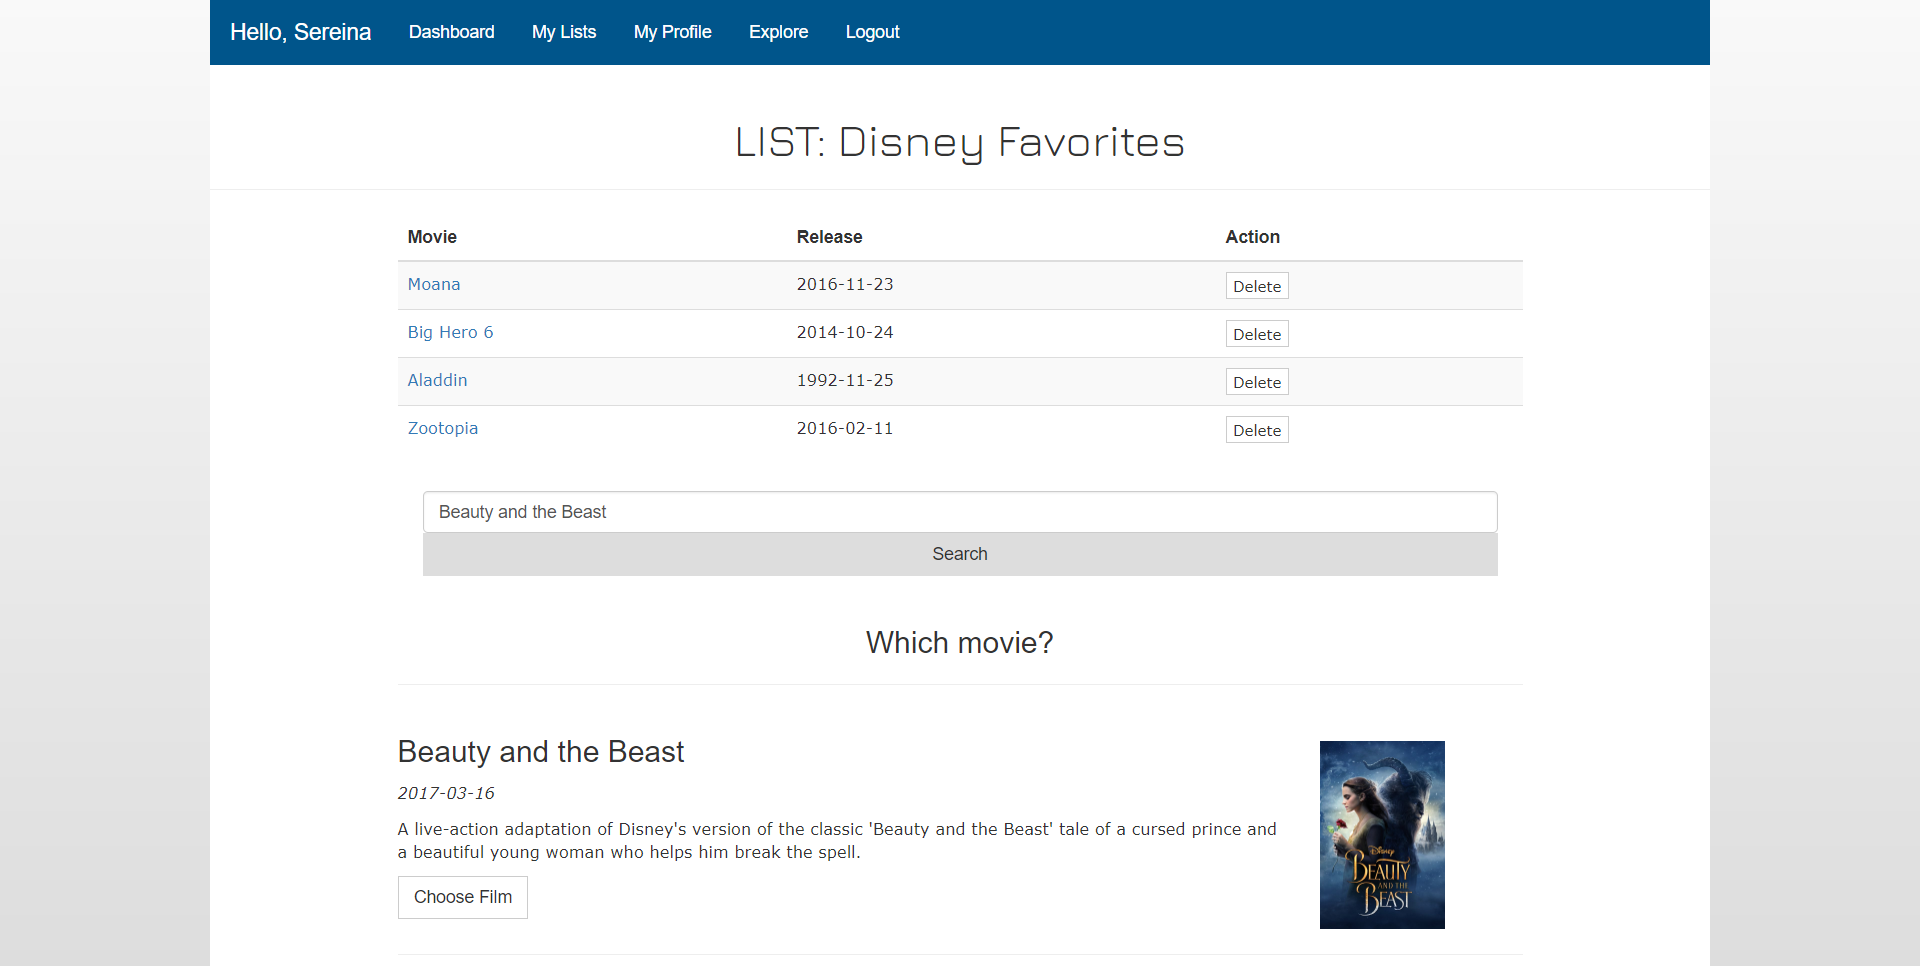 Hello, Sereina Dashboard My Lists My Profile Explore Logout
LIST: Disney Favorites
Movie Release Action
Moana 2016-11-23 Delete
Big Hero 6 2014-10-24 Delete
Aladdin 1992-11-25 Delete
Zootopia 2016-02-11 Delete
Beauty and the Beast
Search
Which movie?
Beauty and the Beast
2017-03-16
A live-action adaptation of Disney's version of the classic 'Beauty and the Beast' tale of a cursed prince and
a beautiful young woman who helps him break the spell.
Choose Film
Disney
BEAUTY
AND THE
BEAST